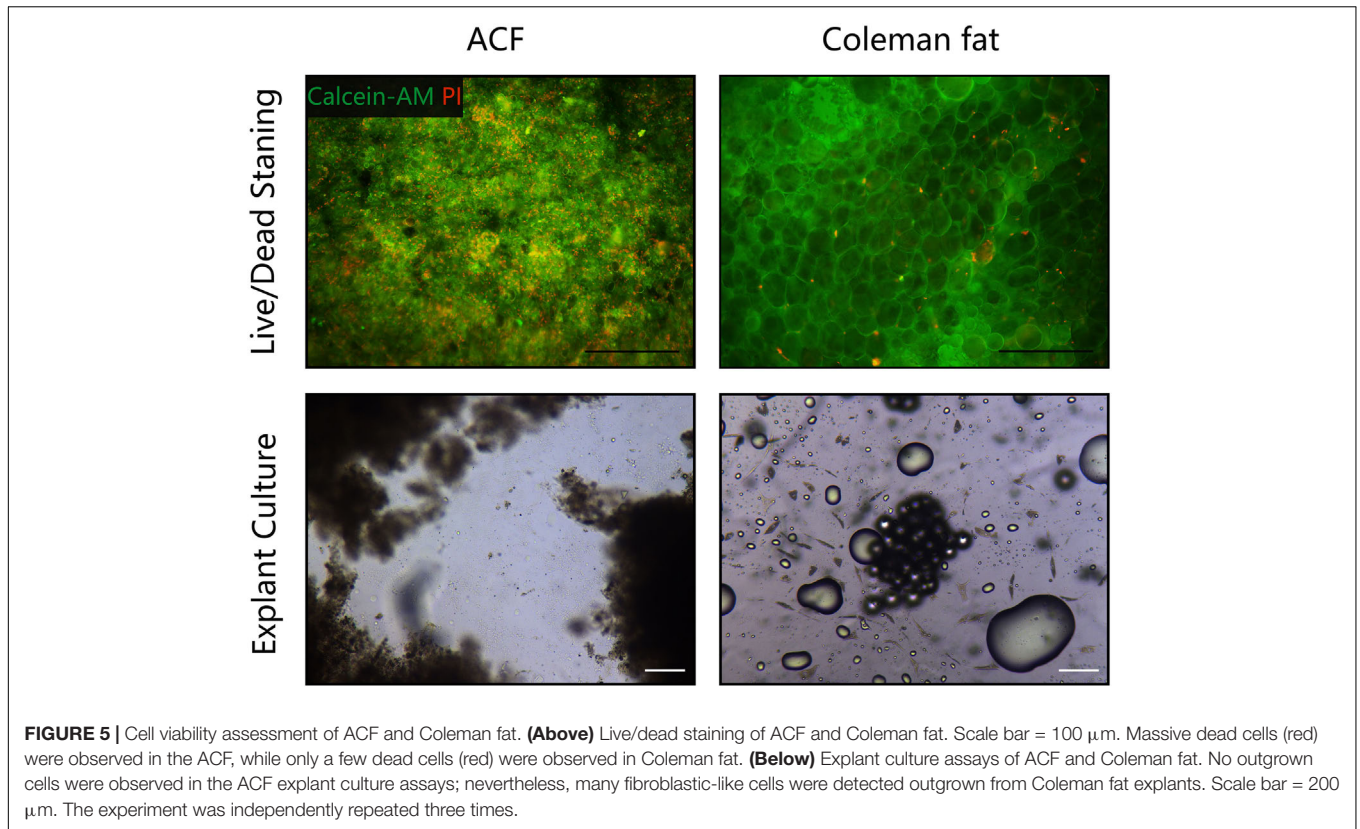 ACF
Coleman fat
Live/Dead Staning
Calcein-AM PI
Explant Culture
FIGURE 5 | Cell viability assessment of ACF and Coleman fat. (Above) Live/dead staining of ACF and Coleman fat. Scale bar = 100 μm. Massive dead cells (red)
were observed in the ACF, while only a few dead cells (red) were observed in Coleman fat. (Below) Explant culture assays of ACF and Coleman fat. No outgrown
cells were observed in the ACF explant culture assays; nevertheless, many fibroblastic-like cells were detected outgrown from Coleman fat explants. Scale bar = 200
μm. The experiment was independently repeated three times.